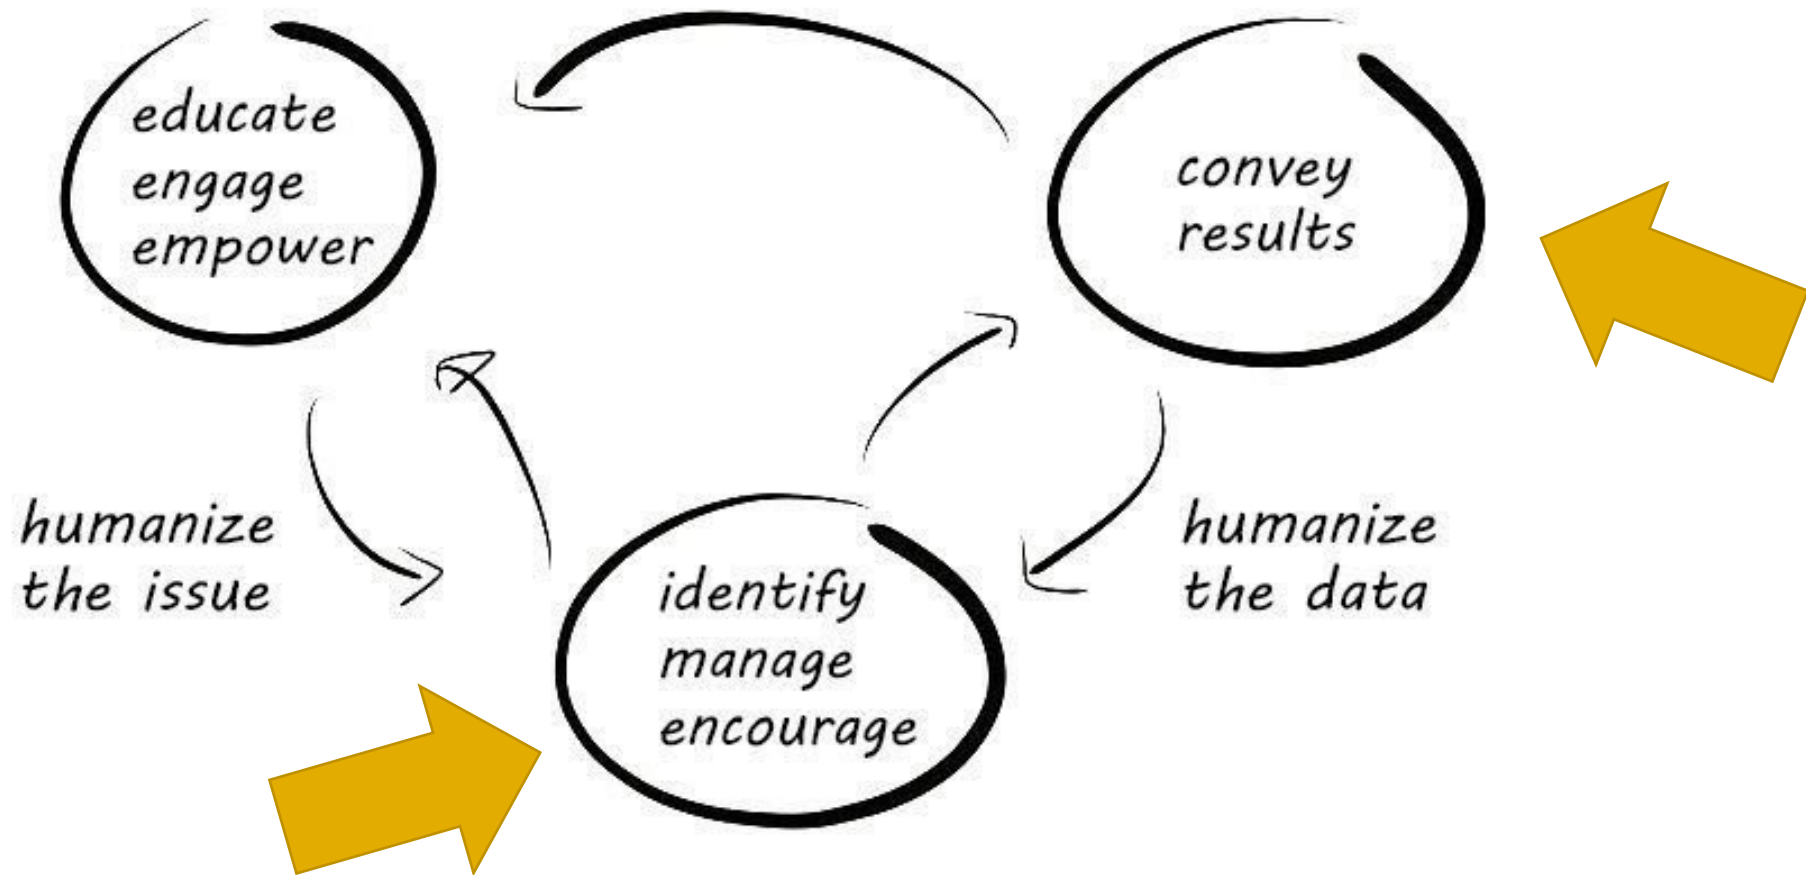 educate
engage
empower
convey
results
humanize
the issue
identify
manage
encourage
humanize
the data